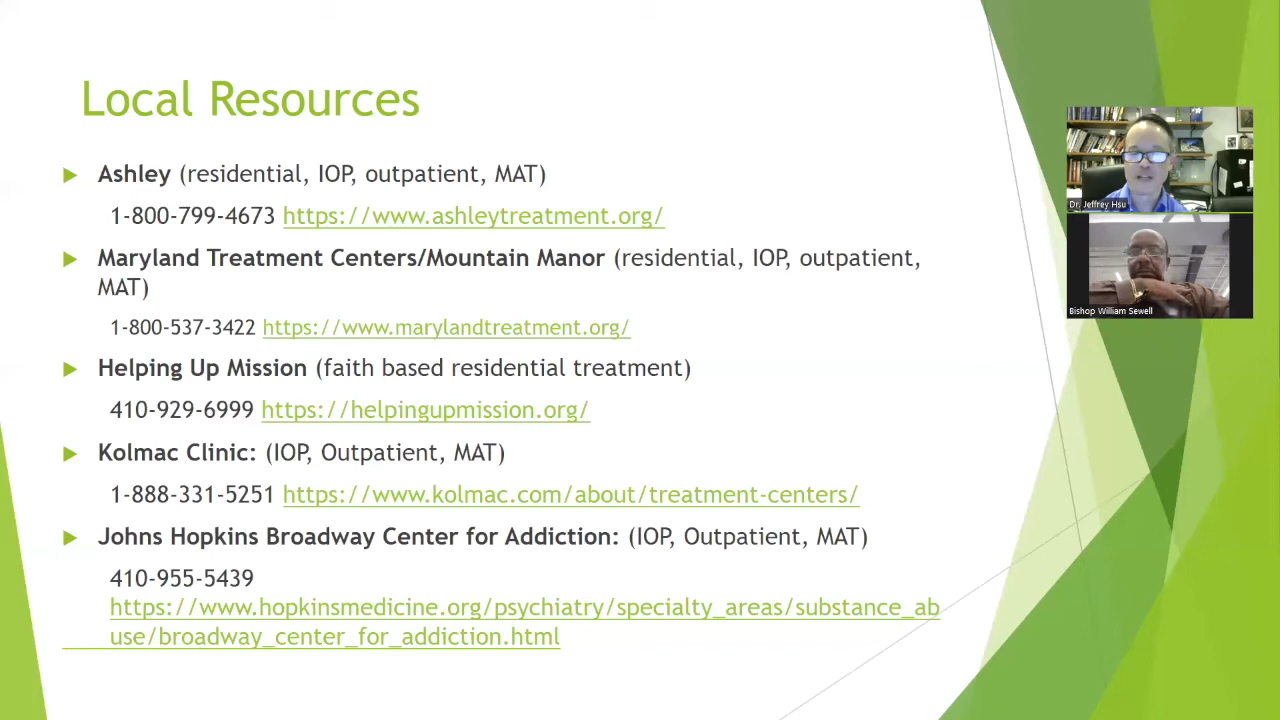 Local Resources
Ashley (residential, IOP, outpatient, MAT)
1-800-799-4673 https://www.ashleytreatment.org/
Maryland Treatment Centers/Mountain Manor (residential, IOP, outpatient,
MAT)
1-800-537-3422 https://www.marylandtreatment.org/
Helping Up Mission (faith based residential treatment)
410-929-6999 https://helpingupmission.org/
Kolmac Clinic: (IOP, Outpatient, MAT)
1-888-331-5251 https://www.kolmac.com/about/treatment-centers/
Johns Hopkins Broadway Center for Addiction: (IOP, Outpatient, MAT)
410-955-5439
https://www.hopkinsmedicine.org/psychiatry/specialty_areas/substance_ab
use/broadway_center_for_addiction.html
Dr. Jeffrey Hsu
Bishop William Sewell